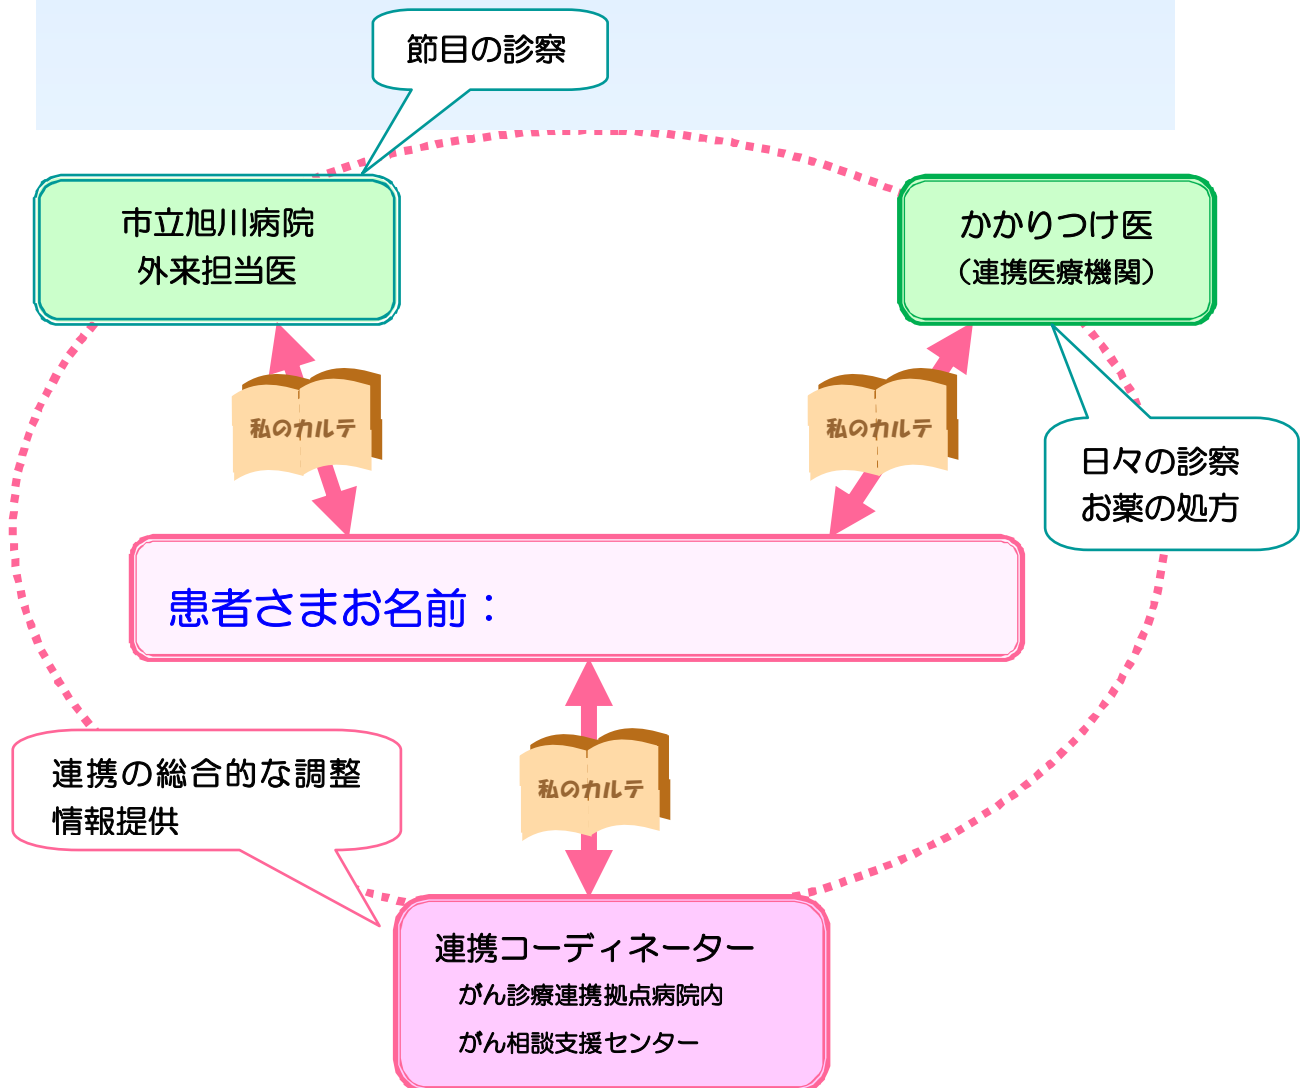 節目の診察
市立旭川病院
外来担当医
かかりつけ医
（連携医療機関）
私のカルテ
私のカルテ
日々の診察
お薬の処方
患者さまお名前：
連携の総合的な調整
情報提供
私のカルテ
連携コーディネーター
がん診療連携拠点病院内
がん相談支援センター